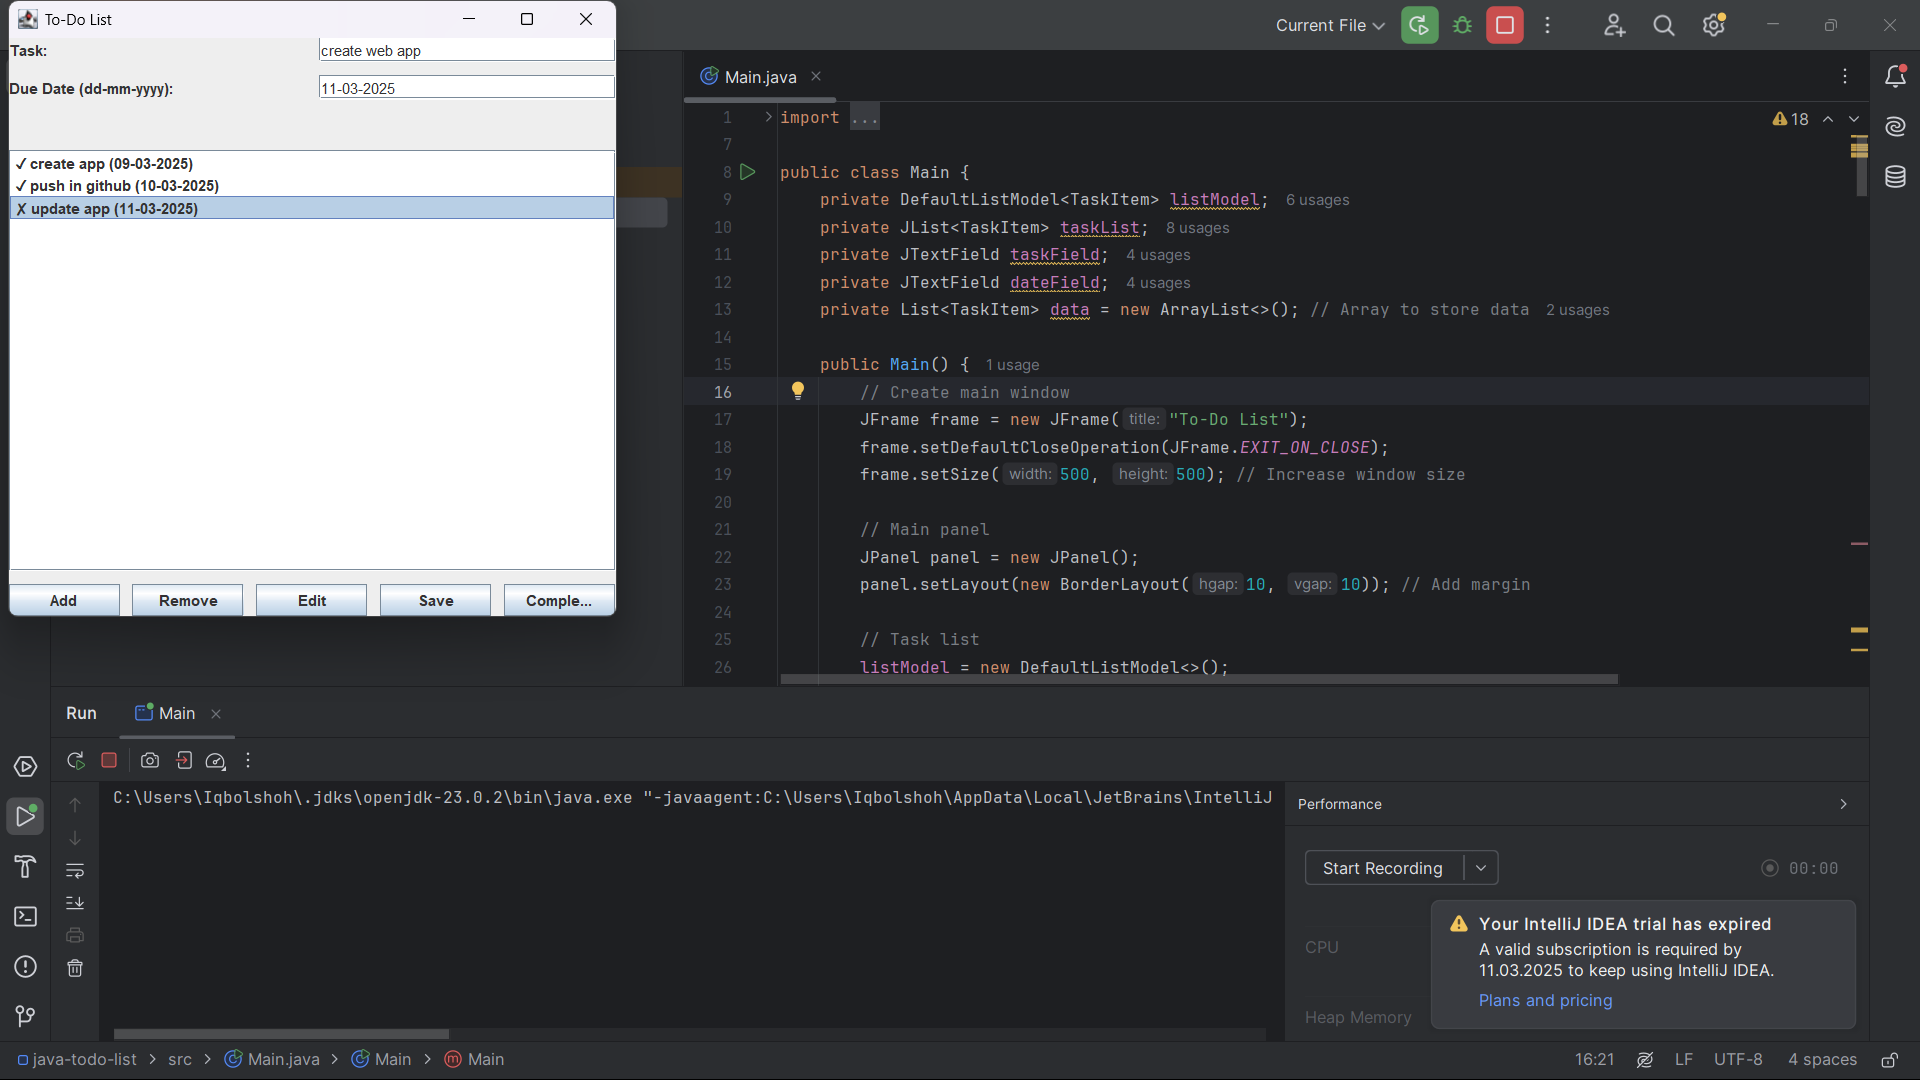 To-Do List
Task:
create web app
Due Date (dd-mm-yyyy):
11-03-2025
✓ create app (09-03-2025)
✓ push in github (10-03-2025)
✗ update app (11-03-2025)
Add Remove Edit Save Comple...
Current File
Main.java
18
1 import ...
7
8 public class Main {
9 private DefaultListModel<TaskItem> listModel; 6 usages
10 private JList<TaskItem> taskList; 8 usages
11 private JTextField taskField; 4 usages
12 private JTextField dateField; 4 usages
13 private List<TaskItem> data = new ArrayList<>(); // Array to store data 2 usages
14
15 public Main() { 1 usage
16 // Create main window
17 JFrame frame = new JFrame( title: "To-Do List");
18 frame.setDefaultCloseOperation(JFrame.EXIT_ON_CLOSE);
19 frame.setSize( width: 500, height: 500); // Increase window size
20
21 // Main panel
22 JPanel panel = new JPanel();
23 panel.setLayout(new BorderLayout( hgap: 10, vgap: 10)); // Add margin
24
25 // Task list
26 listModel = new DefaultListModel<>();
Run Main
C:\Users\Iqbolshoh\.jdks\openjdk-23.0.2\bin\java.exe "-javaagent:C:\Users\Iqbolshoh\AppData\Local\JetBrains\IntelliJ
Performance
Start Recording
00:00
CPU
Heap Memory
Your IntelliJ IDEA trial has expired
A valid subscription is required by
11.03.2025 to keep using IntelliJ IDEA.
Plans and pricing
java-todo-list > src > Main.java > Main > m Main
16:21 LF UTF-8 4 spaces